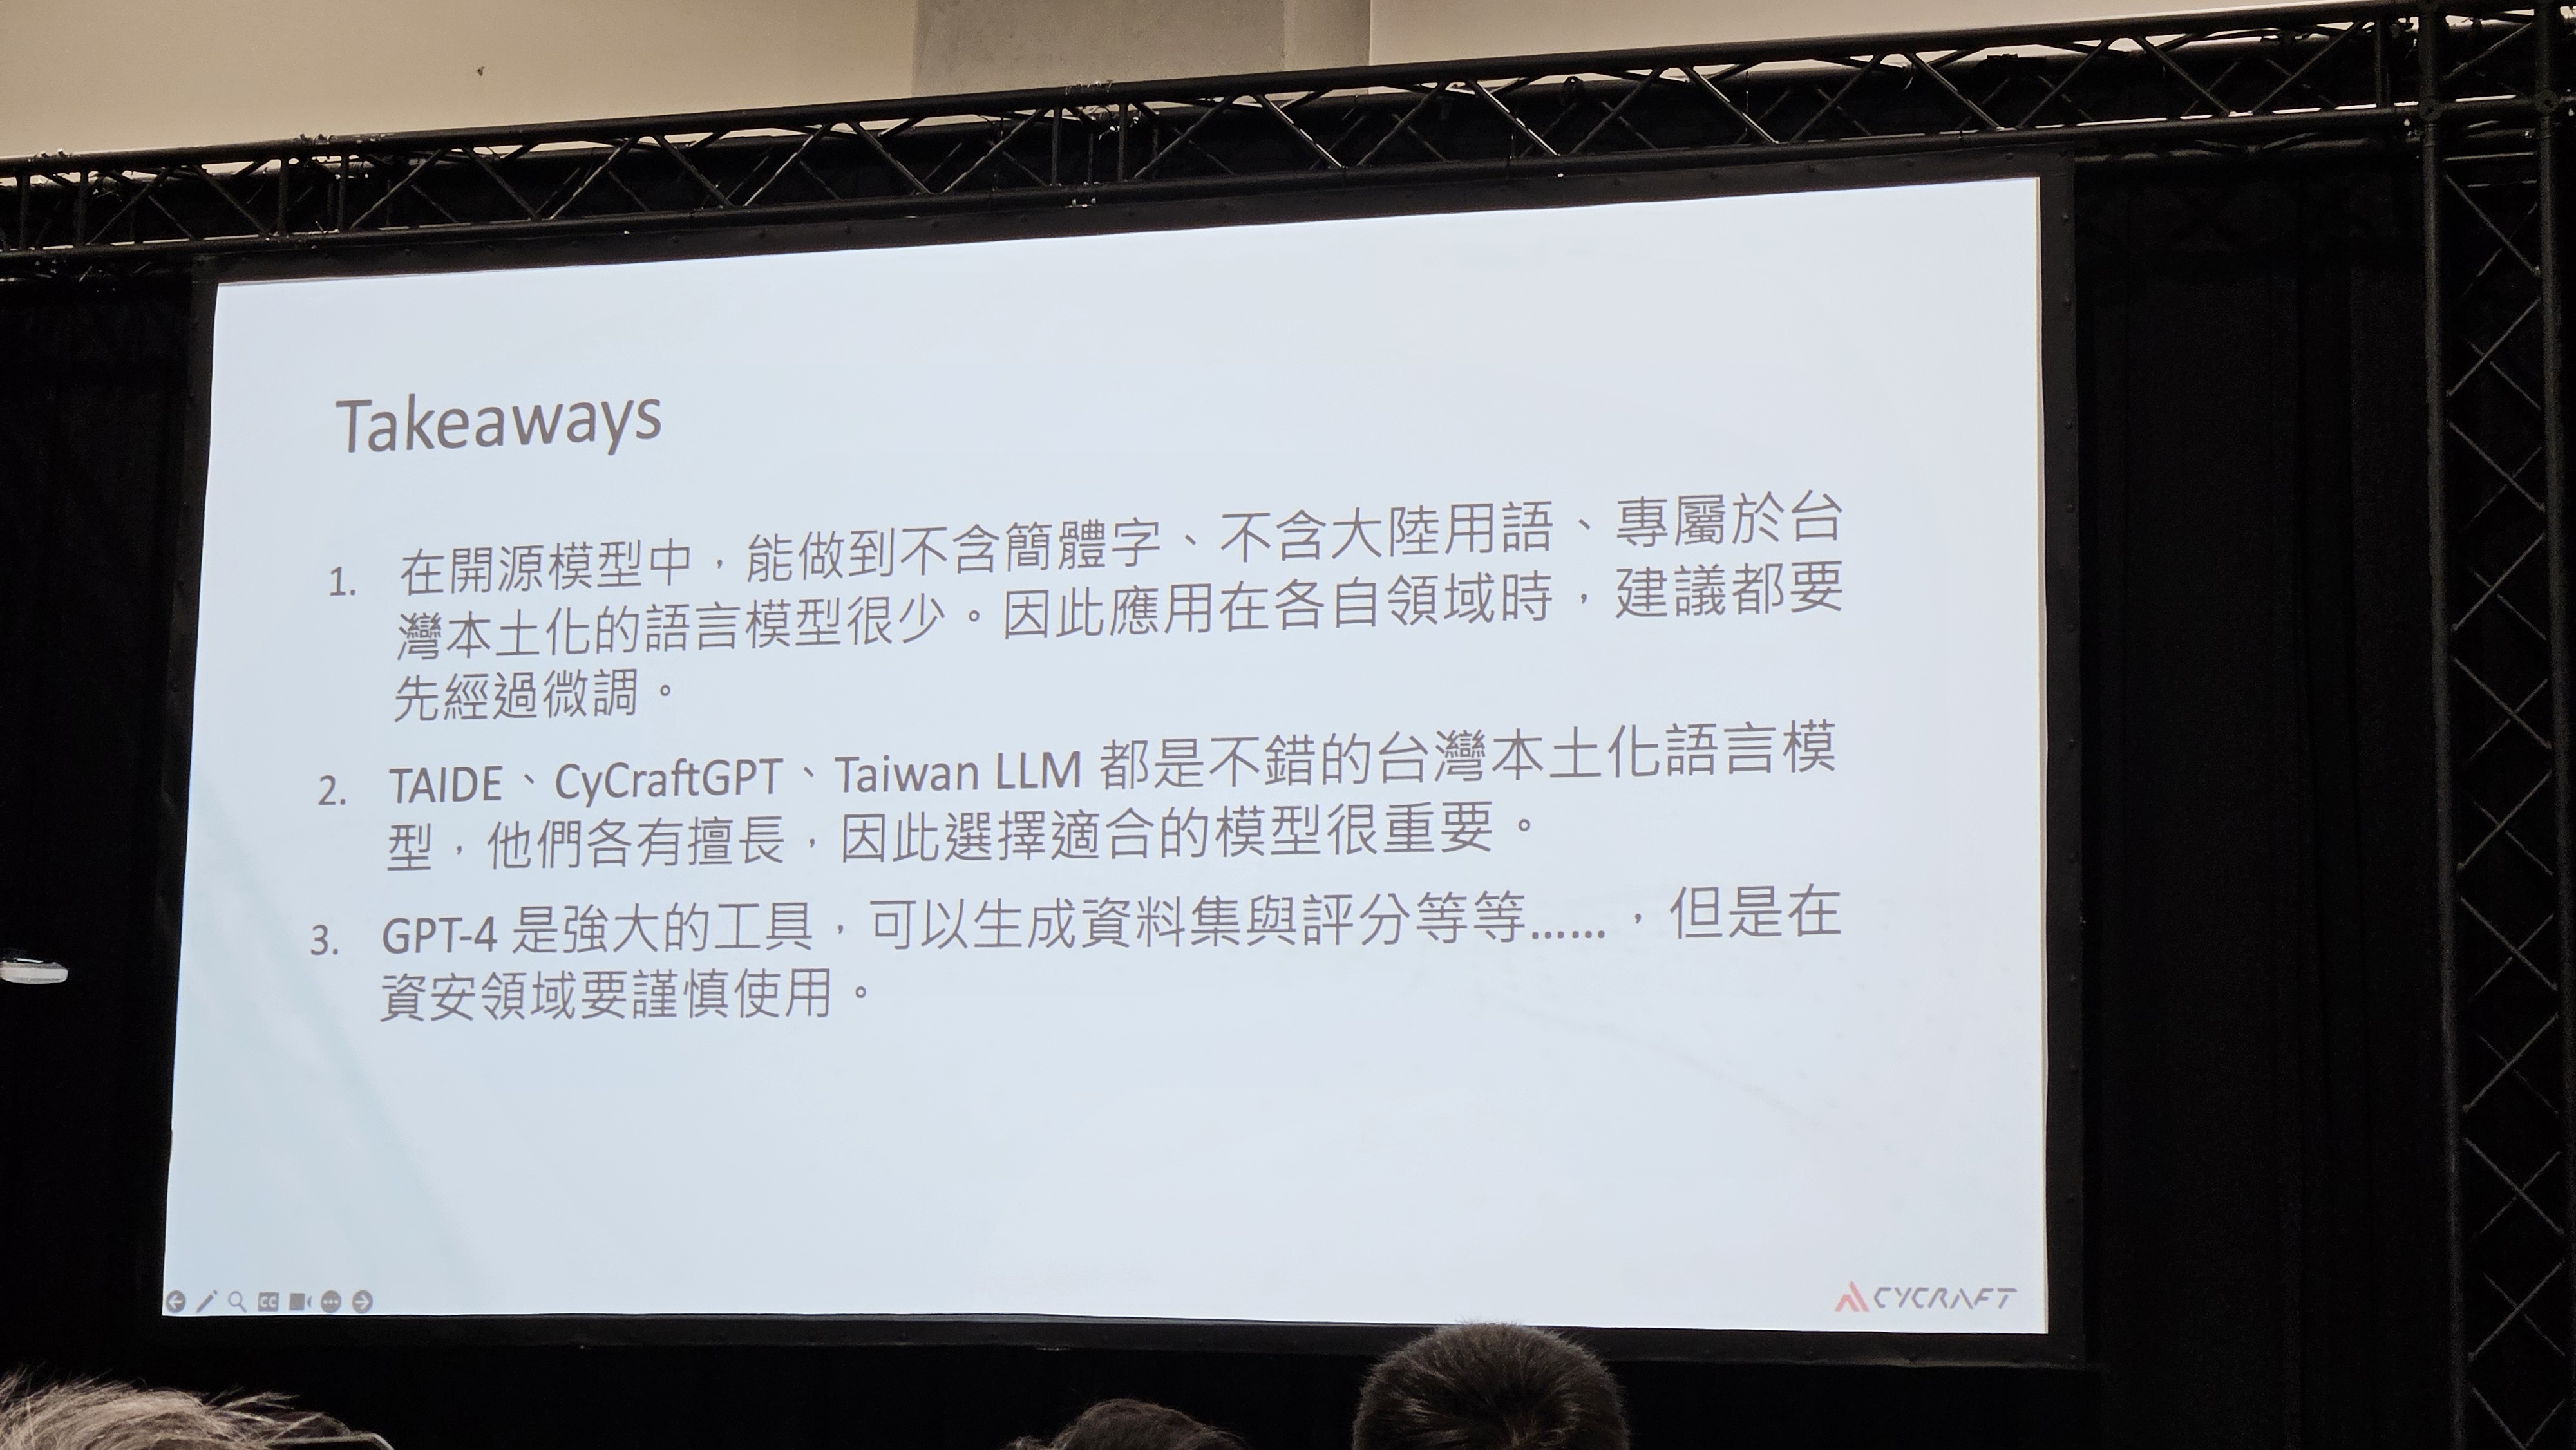 Takeaways
1. 在開源模型中，能做到不含簡體字、不含大陸用語、專屬於台
灣本土化的語言模型很少。因此應用在各自領域時，建議都要
先經過微調。
2. TAIDE、CyCraftGPT、Taiwan LLM 都是不錯的台灣本土化語言模
型，他們各有擅長，因此選擇適合的模型很重要。
3. GPT-4 是強大的工具，可以生成資料集與評分等等……，但是在
資安領域要謹慎使用。
CC
CYCRAFT